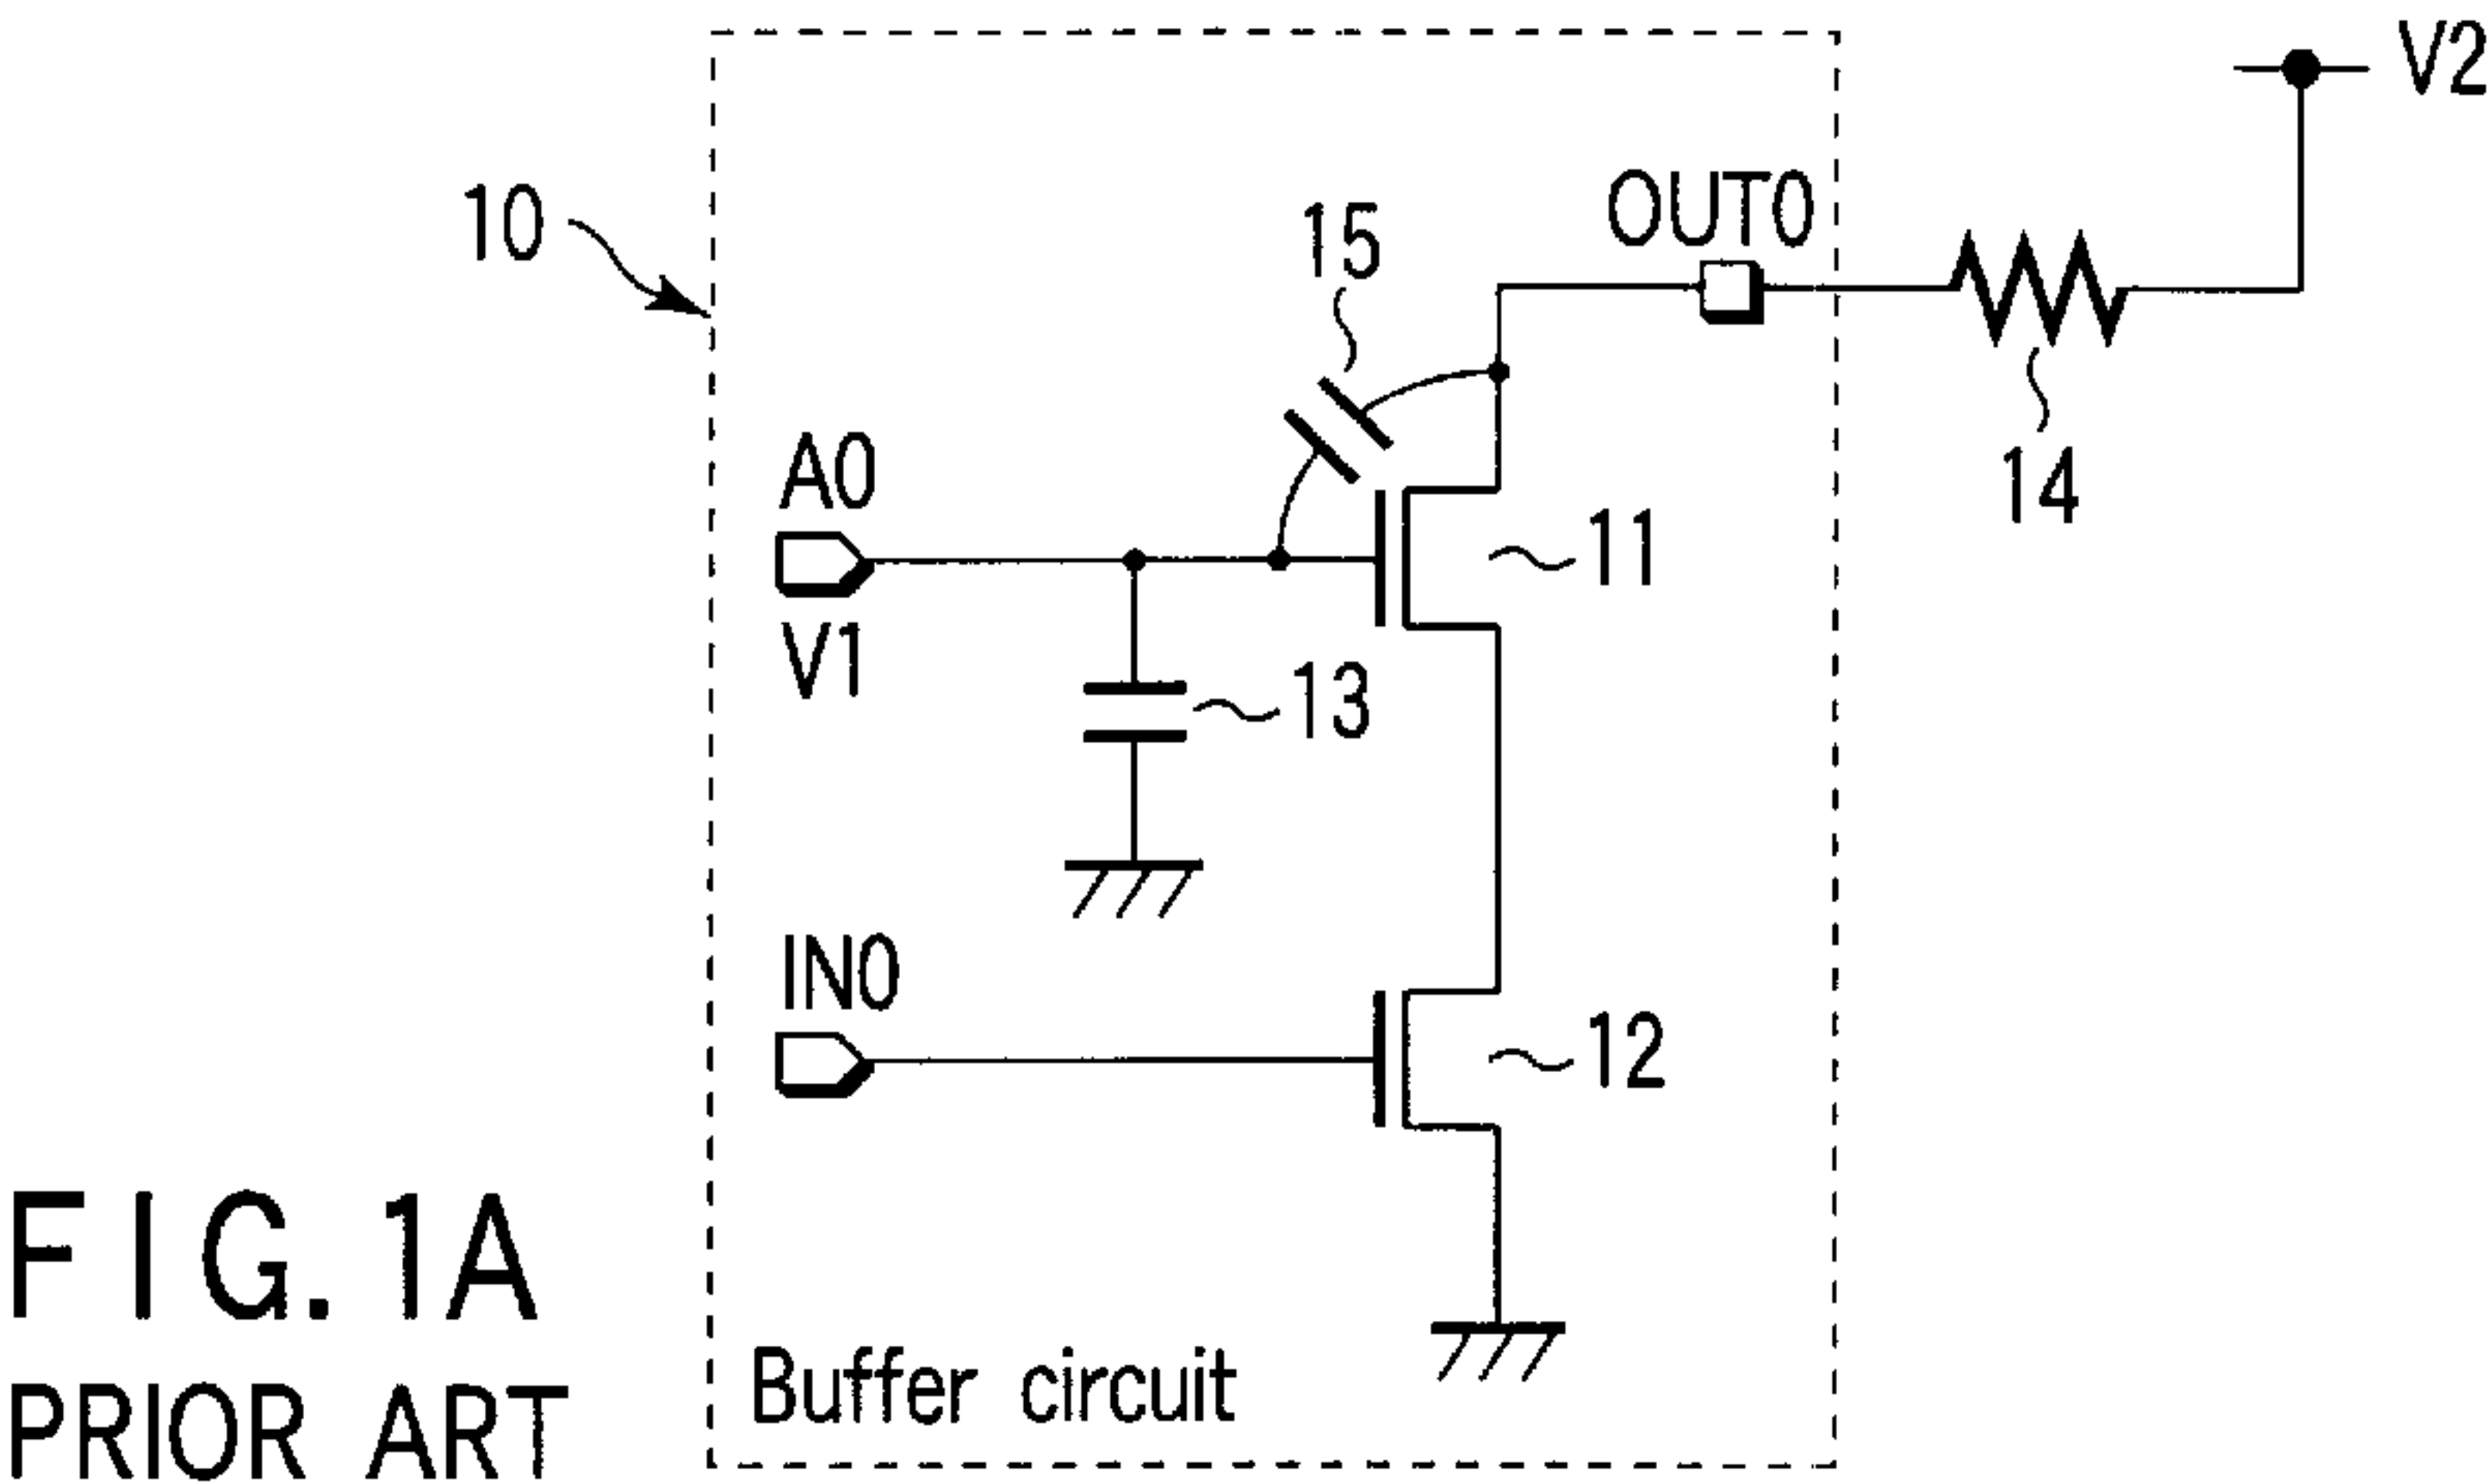 V2
10
15
OUT0
A0
11
14
V1
13
IN0
12
FIG. 1A
Buffer circuit
PRIOR ART